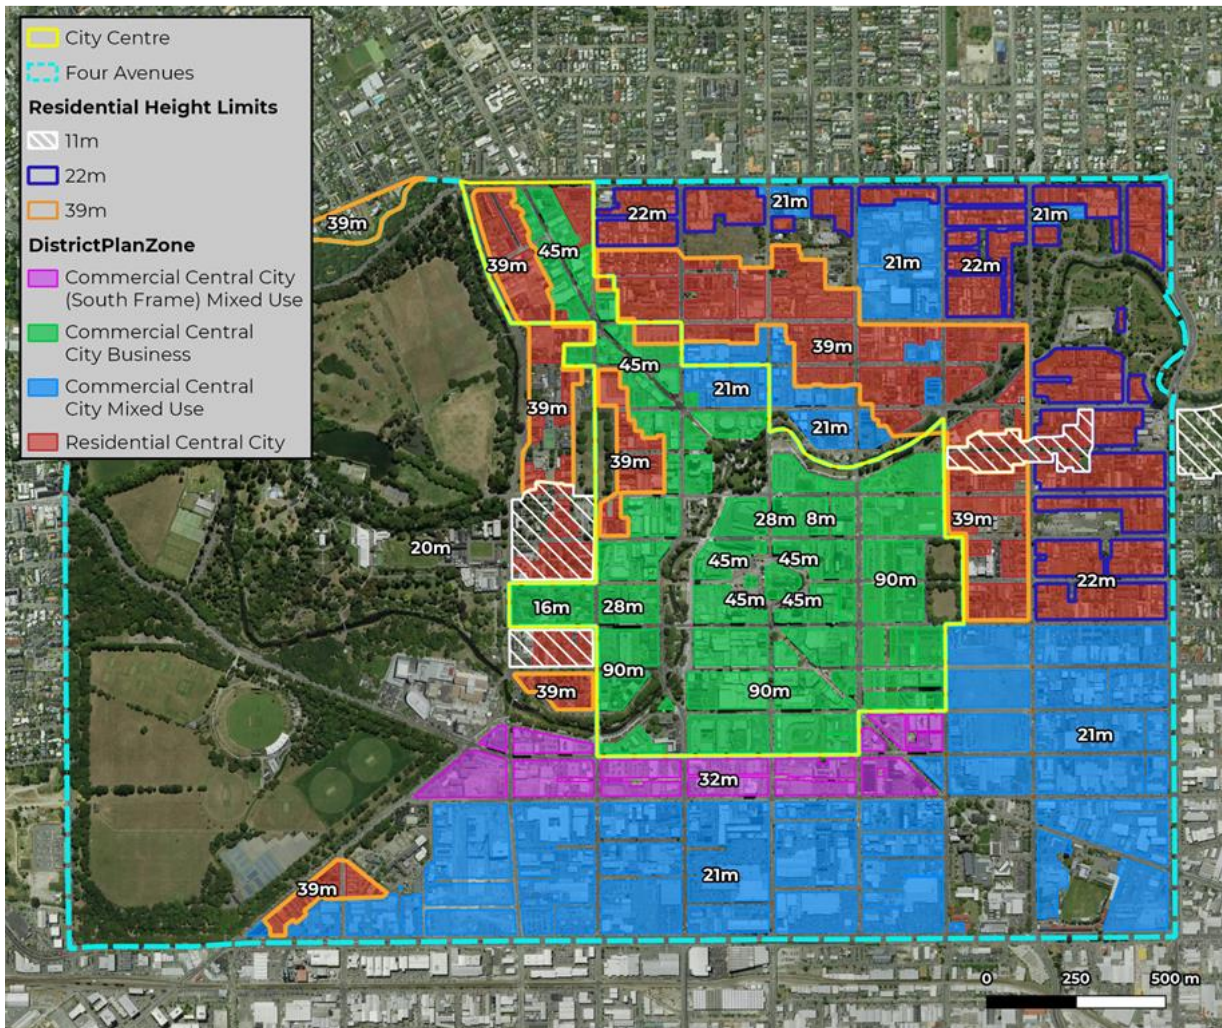 City Centre
Four Avenues
Residential Height Limits
11m
22m
39m
DistrictPlanZone
Commercial Central City
(South Frame) Mixed Use
Commercial Central
City Business
Commercial Central
City Mixed Use
Residential Central City
39m
22m
21m
21m
45m
39m
21m
22m
39m
45m
21m
39m
21m
39m
39m
28m 8m
39m
20m
45m
45m
90m
22m
16m
28m
45m
45m
90m
39m
90m
21m
32m
39m
21m
0
250
500 m